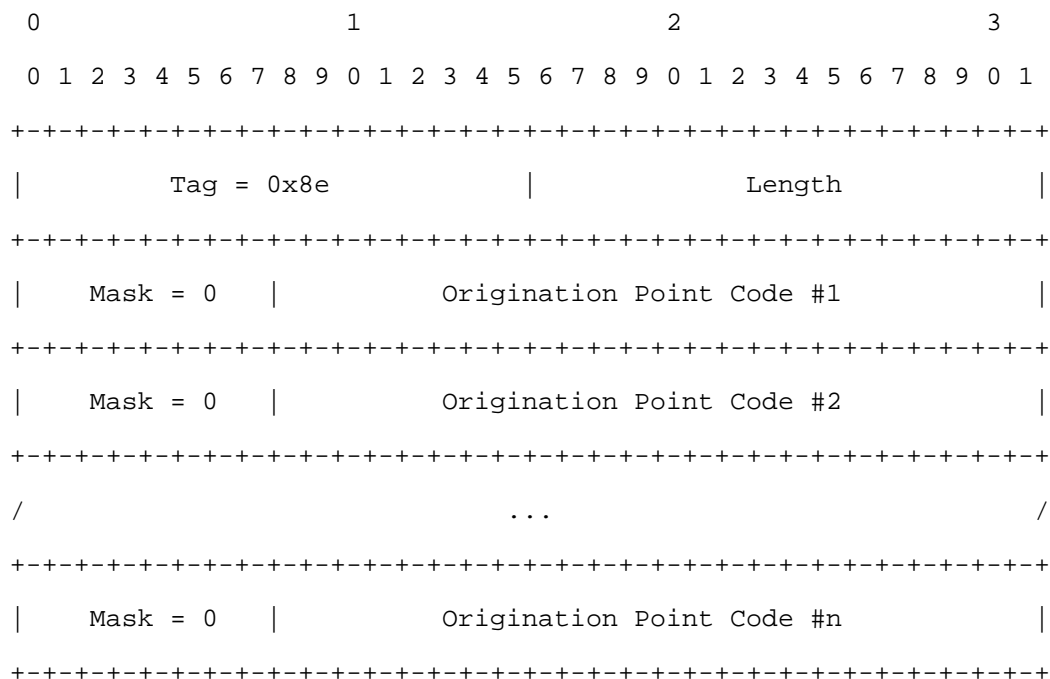 0                   1                   2                   3
 0 1 2 3 4 5 6 7 8 9 0 1 2 3 4 5 6 7 8 9 0 1 2 3 4 5 6 7 8 9 0 1
+-+-+-+-+-+-+-+-+-+-+-+-+-+-+-+-+-+-+-+-+-+-+-+-+-+-+-+-+-+-+-+-+
|         Tag = 0x8e            |             Length            |
+-+-+-+-+-+-+-+-+-+-+-+-+-+-+-+-+-+-+-+-+-+-+-+-+-+-+-+-+-+-+-+-+
|    Mask = 0   |          Origination Point Code #1            |
+-+-+-+-+-+-+-+-+-+-+-+-+-+-+-+-+-+-+-+-+-+-+-+-+-+-+-+-+-+-+-+-+
|    Mask = 0   |          Origination Point Code #2            |
+-+-+-+-+-+-+-+-+-+-+-+-+-+-+-+-+-+-+-+-+-+-+-+-+-+-+-+-+-+-+-+-+
/                              ...                              /
+-+-+-+-+-+-+-+-+-+-+-+-+-+-+-+-+-+-+-+-+-+-+-+-+-+-+-+-+-+-+-+-+
|    Mask = 0   |          Origination Point Code #n            |
+-+-+-+-+-+-+-+-+-+-+-+-+-+-+-+-+-+-+-+-+-+-+-+-+-+-+-+-+-+-+-+-+